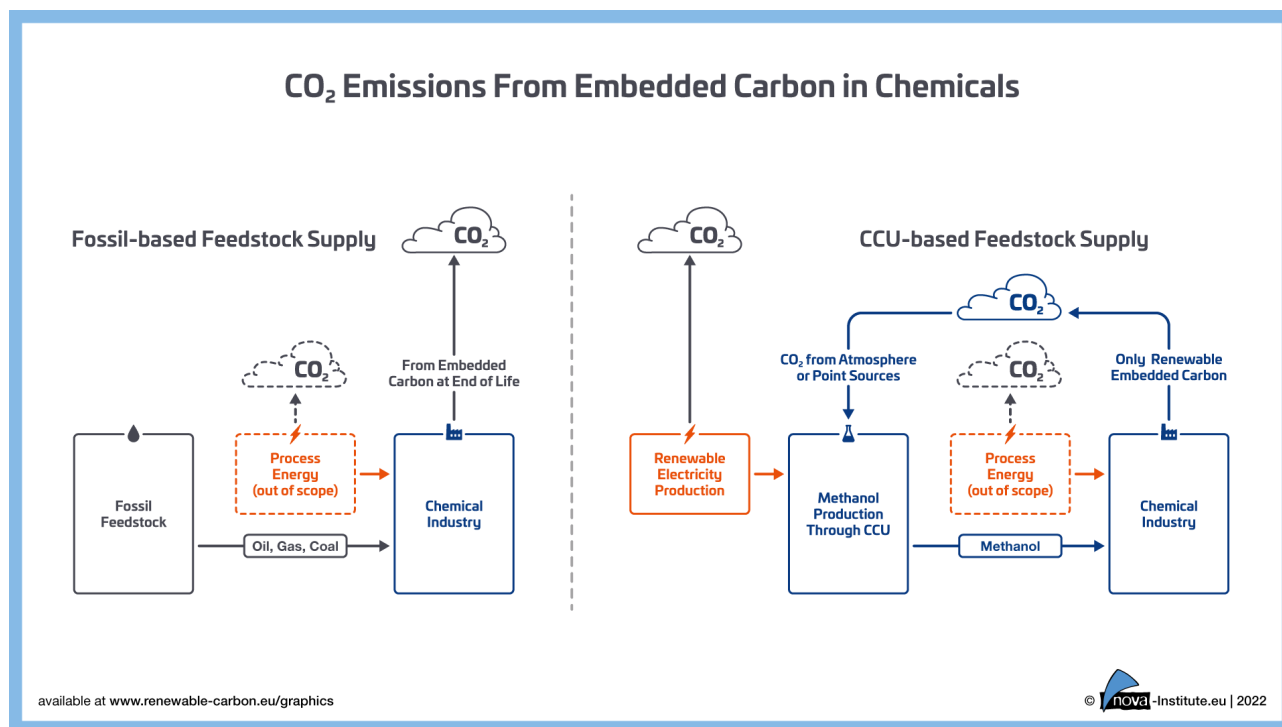 CO₂ Emissions From Embedded Carbon in Chemicals
Fossil-based Feedstock Supply
CO₂
From Embedded
Carbon at End of Life
CO₂
Fossil
Feedstock
Process
Energy
(out of scope)
Chemical
Industry
Oil, Gas, Coal
CCU-based Feedstock Supply
CO₂
CO₂
CO₂ from Atmosphere
or Point Sources
CO₂
Only Renewable
Embedded Carbon
Renewable
Electricity
Production
Methanol
Production
Through CCU
Process
Energy
(out of scope)
Chemical
Industry
Methanol
available at www.renewable-carbon.eu/graphics
© nova-Institute.eu | 2022